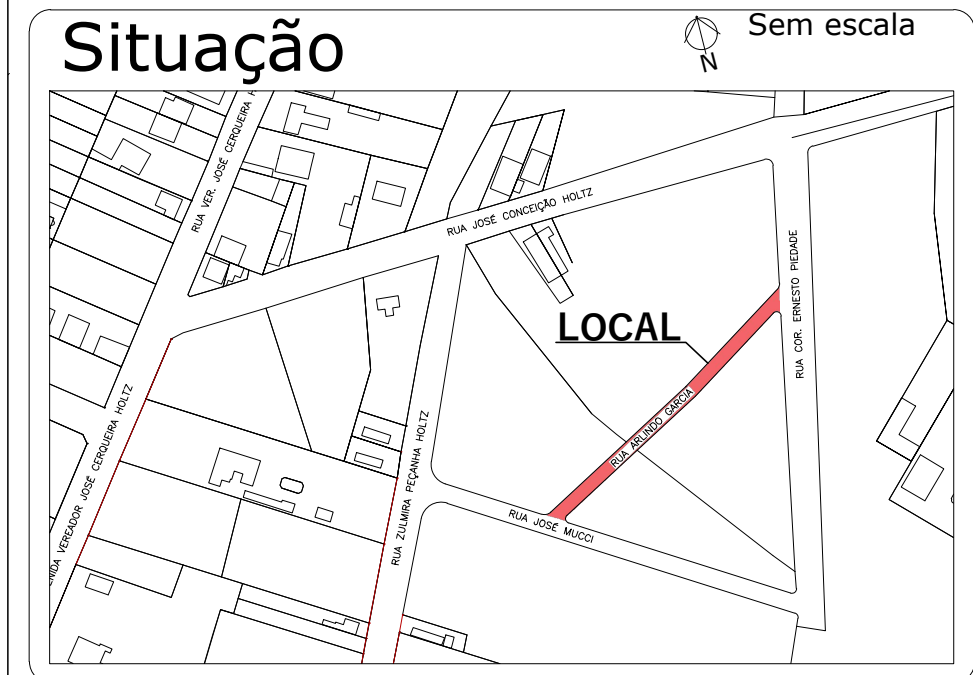 Situação
Sem escala
N
RUA VER. JOSÉ CERQUEIRA H
RUA JOSÉ CONCEIÇÃO HOLTZ
RUA COR. ERNESTO PIEDADE
LOCAL
RUA ARLINDO GARCIA
NIDA VEREADOR JOSÉ CERQUEIRA HOLTZ
RUA ZULMIRA PEÇANHA HOLTZ
RUA JOSÉ MUCCI